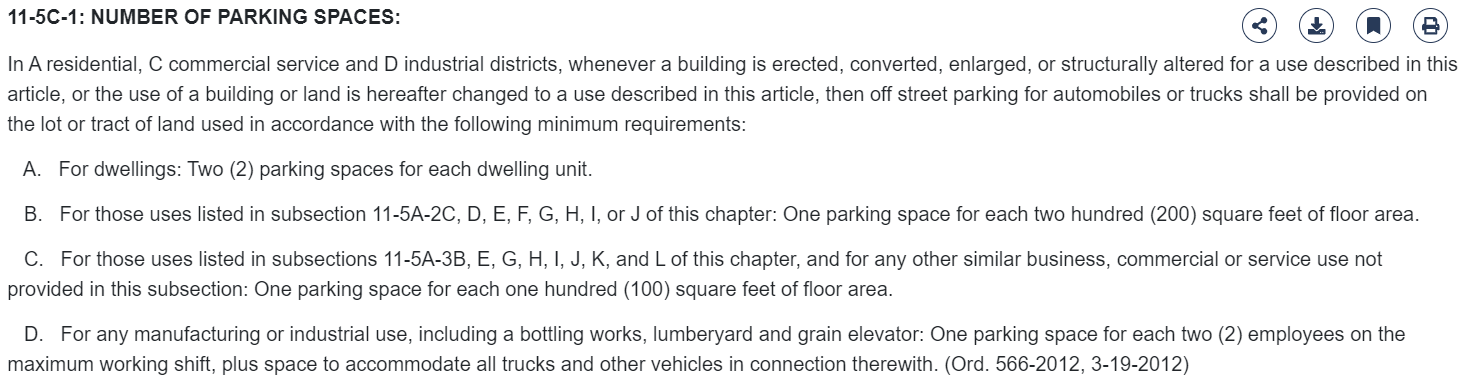 11-5C-1: NUMBER OF PARKING SPACES:
In A residential, C commercial service and D industrial districts, whenever a building is erected, converted, enlarged, or structurally altered for a use described in this
article, or the use of a building or land is hereafter changed to a use described in this article, then off street parking for automobiles or trucks shall be provided on
the lot or tract of land used in accordance with the following minimum requirements:
A. For dwellings: Two (2) parking spaces for each dwelling unit.
B. For those uses listed in subsection 11-5A-2C, D, E, F, G, H, I, or J of this chapter: One parking space for each two hundred (200) square feet of floor area.
C. For those uses listed in subsections 11-5A-3B, E, G, H, I, J, K, and L of this chapter, and for any other similar business, commercial or service use not
provided in this subsection: One parking space for each one hundred (100) square feet of floor area.
D. For any manufacturing or industrial use, including a bottling works, lumberyard and grain elevator: One parking space for each two (2) employees on the
maximum working shift, plus space to accommodate all trucks and other vehicles in connection therewith. (Ord. 566-2012, 3-19-2012)